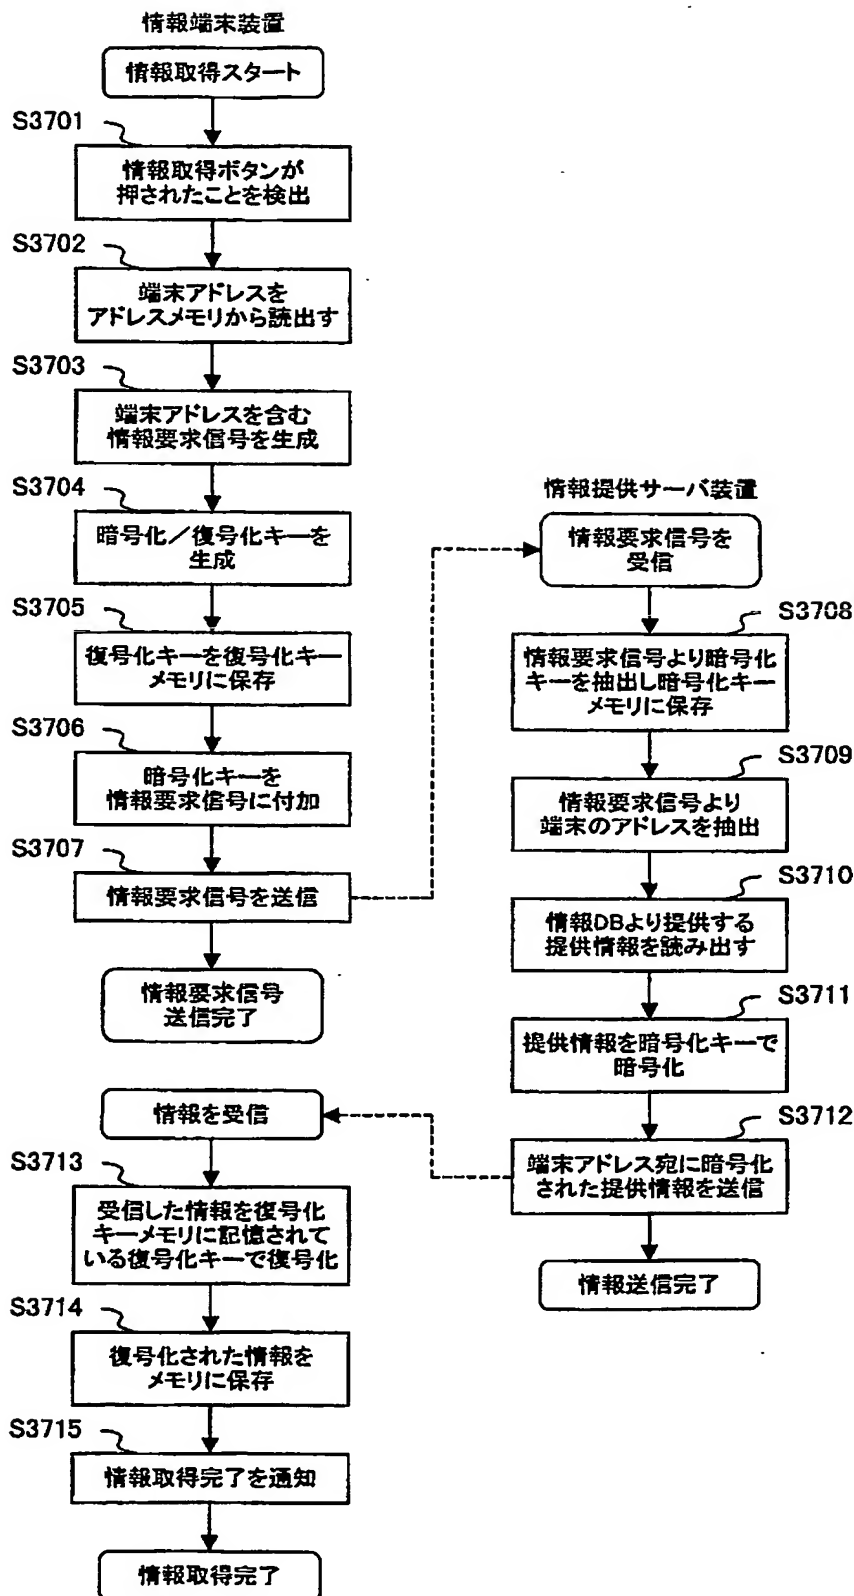 情報端末装置
情報取得スタート
S3701
情報取得ボタンが
押されたことを検出
S3702
端末アドレスを
アドレスメモリから読出す
S3703
端末アドレスを含む
情報要求信号を生成
S3704
暗号化/復号化キーを
生成
S3705
復号化キーを復号化キー
メモリに保存
S3706
暗号化キーを
情報要求信号に付加
S3707
情報要求信号を送信
情報要求信号
送信完了
情報提供サーバ装置
情報要求信号を
受信
S3708
情報要求信号より暗号化
キーを抽出し暗号化キー
メモリに保存
S3709
情報要求信号より
端末のアドレスを抽出
S3710
情報DBより提供する
提供情報を読み出す
S3711
提供情報を暗号化キーで
暗号化
S3712
端末アドレス宛に暗号化
された提供情報を送信
情報送信完了
情報を受信
S3713
受信した情報を復号化
キーメモリに記憶されて
いる復号化キーで復号化
S3714
復号化された情報を
メモリに保存
S3715
情報取得完了を通知
情報取得完了